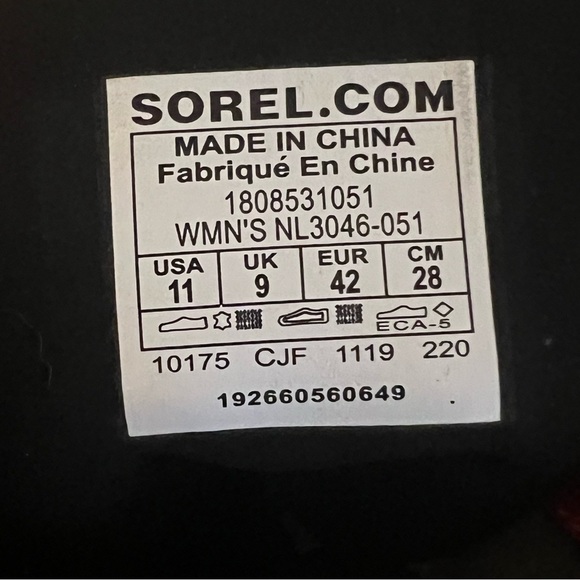 SOREL.COM
MADE IN CHINA
Fabriqué En Chine
1808531051
WMN'S NL3046-051
USA UK EUR CM
11 9 42 28
ECA-5
10175 CJF 1119 220
192660560649